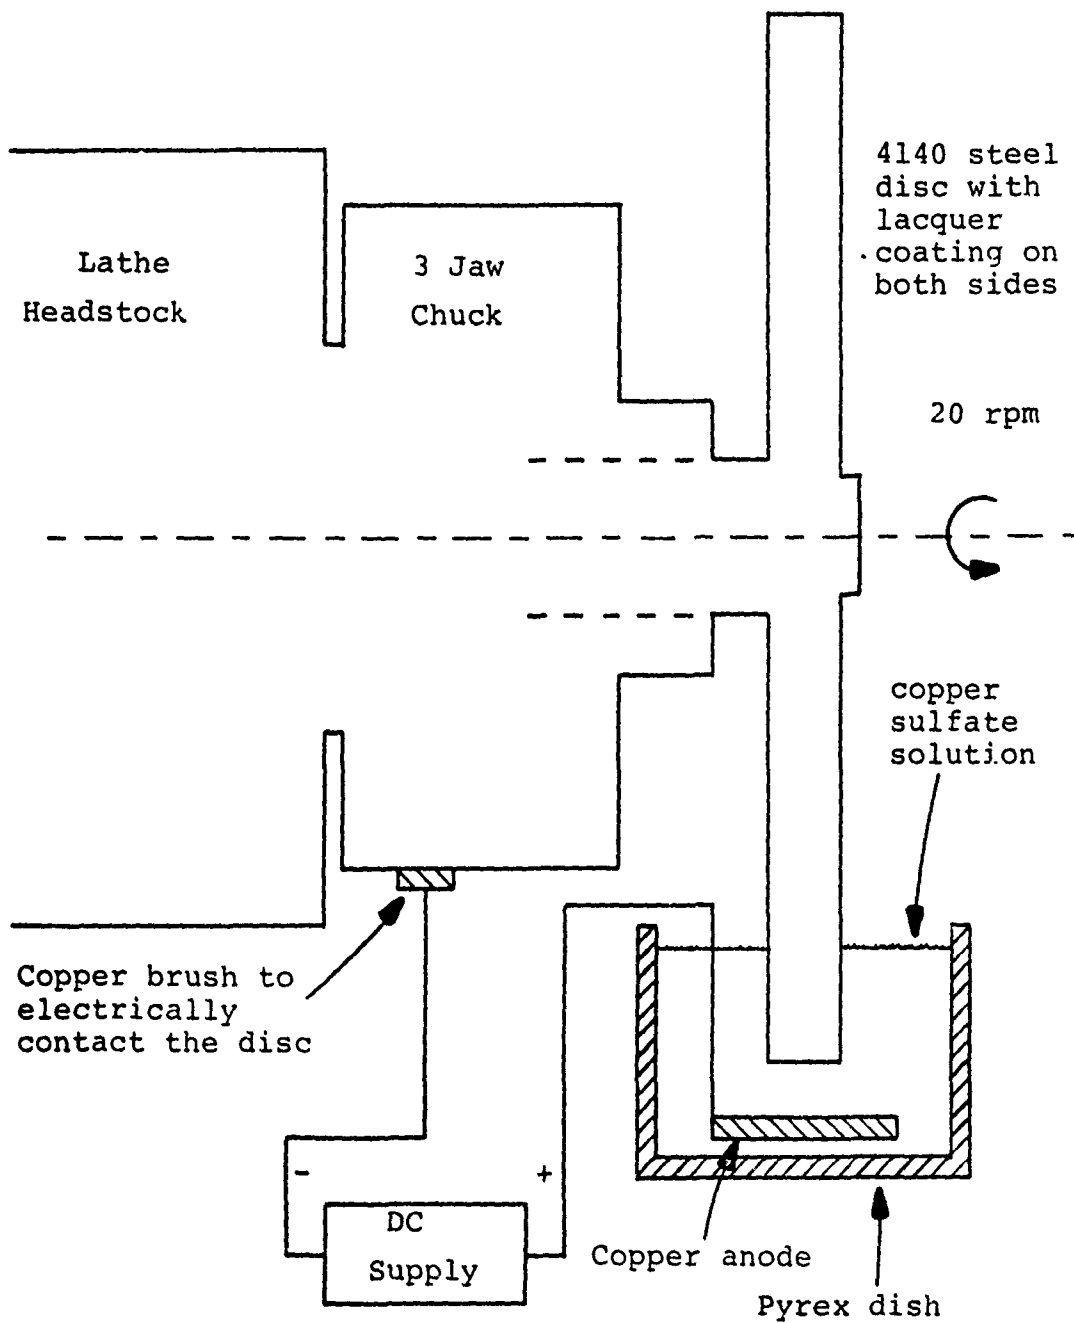 4140 steel
disc with
lacquer
coating on
both sides
Lathe
Headstock
3 Jaw
Chuck
20 rpm
copper
sulfate
solution
Copper brush to
electrically
contact the disc
-
+
DC
Supply
Copper anode
Pyrex dish